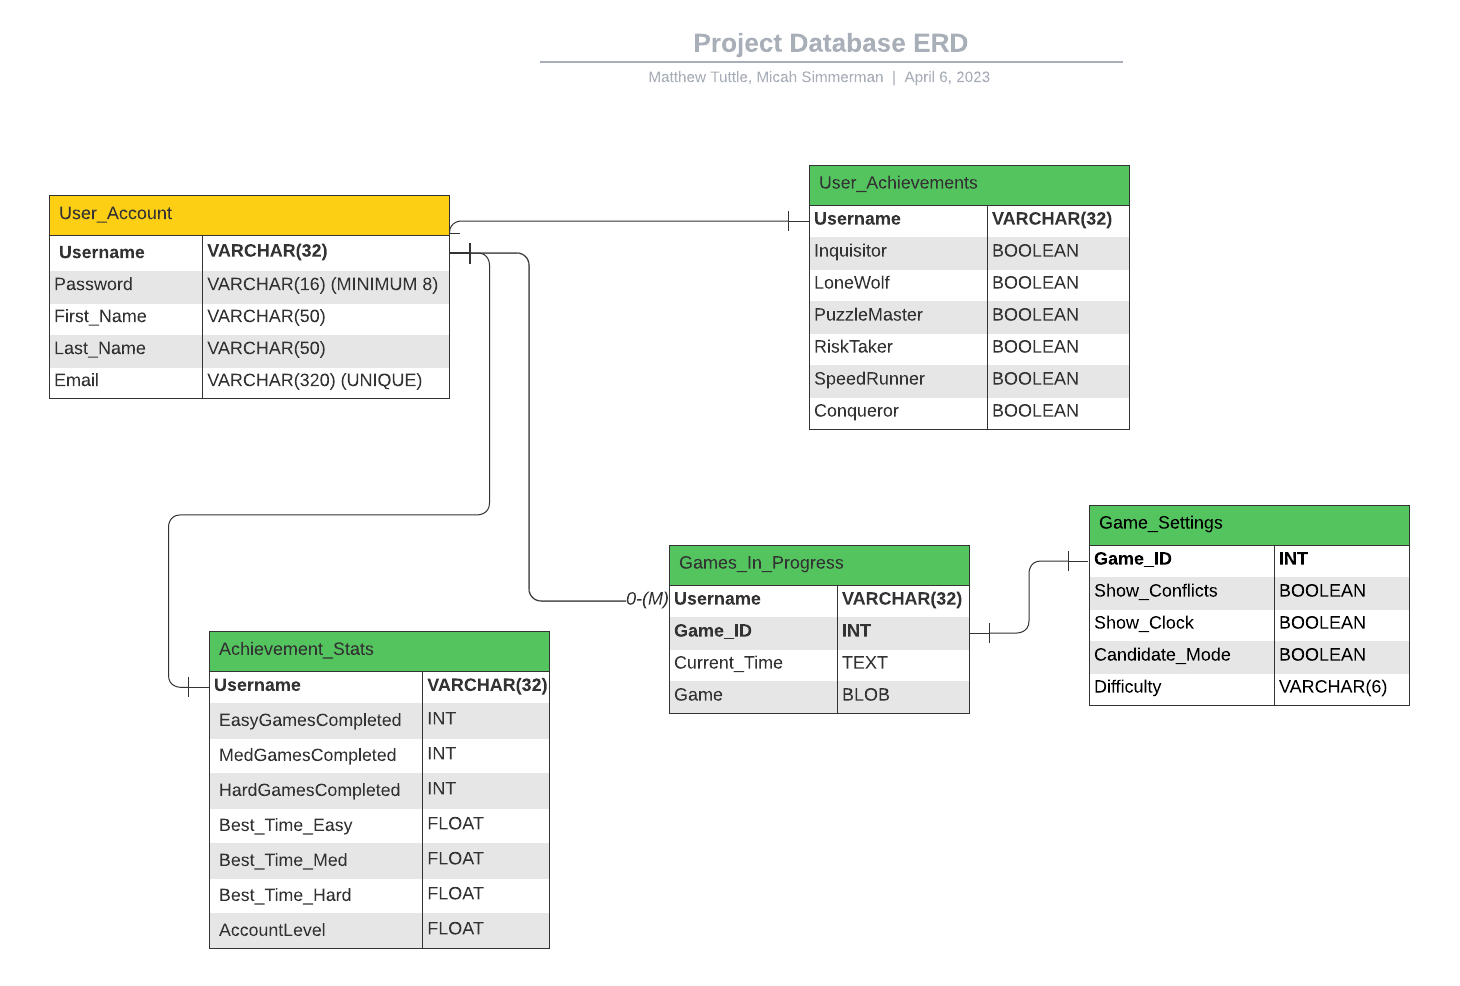 Project Database ERD
Matthew Tuttle, Micah Simmerman | April 6, 2023
User_Account
Username VARCHAR(32)
Password VARCHAR(16) (MINIMUM 8)
First_Name VARCHAR(50)
Last_Name VARCHAR(50)
Email VARCHAR(320) (UNIQUE)
User_Achievements
Username VARCHAR(32)
Inquisitor BOOLEAN
LoneWolf BOOLEAN
PuzzleMaster BOOLEAN
RiskTaker BOOLEAN
SpeedRunner BOOLEAN
Conqueror BOOLEAN
Game_Settings
Game_ID INT
Show_Conflicts BOOLEAN
Show_Clock BOOLEAN
Candidate_Mode BOOLEAN
Difficulty VARCHAR(6)
Games_In_Progress
0-(M) Username VARCHAR(32)
Game_ID INT
Current_Time TEXT
Game BLOB
Achievement_Stats
Username VARCHAR(32)
EasyGamesCompleted INT
MedGamesCompleted INT
HardGamesCompleted INT
Best_Time_Easy FLOAT
Best_Time_Med FLOAT
Best_Time_Hard FLOAT
AccountLevel FLOAT